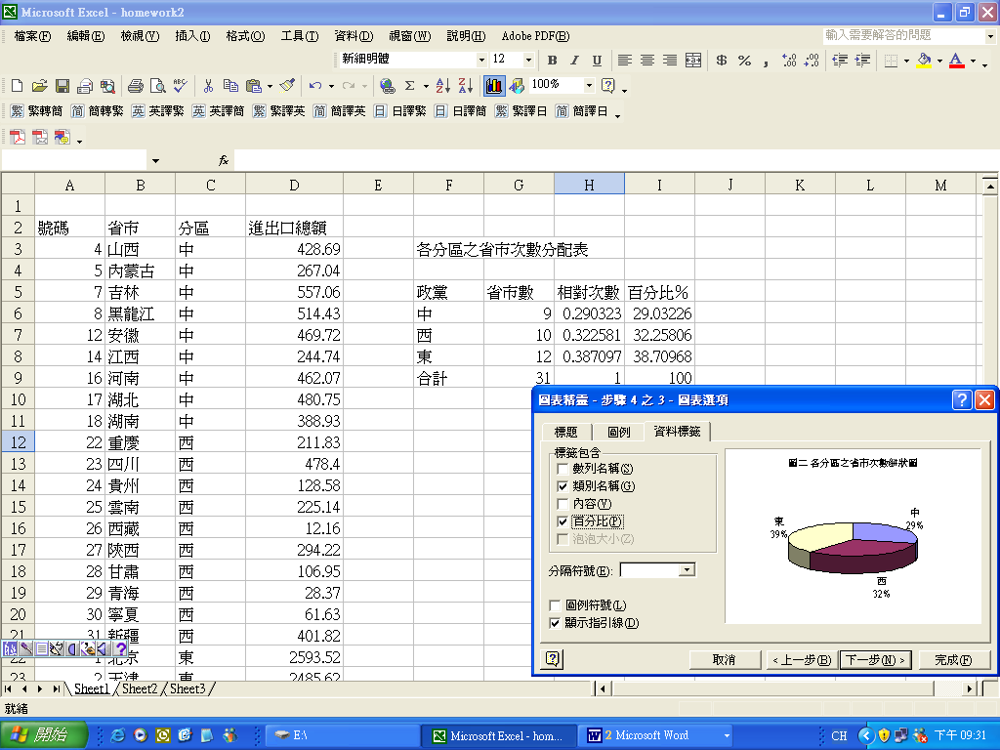 Microsoft Excel - homework2
檔案(F) 編輯(E) 檢視(V) 插入(I) 格式(O) 工具(T) 資料(D) 視窗(W) 說明(H) Adobe PDF(B) 輸入需要解答的問題
新細明體 12 B I U $ % ,
100%
繁 繁轉簡 简 簡轉繁 英 英譯繁 英 英譯簡 繁 繁譯英 简 簡譯英 日 日譯繁 日 日譯簡 繁 繁譯日 简 簡譯日
fx
A B C D E F G H I J K L M
1
2 號碼 省市 分區 進出口總額
3 4 山西 中 428.69 各分區之省市次數分配表
4 5 內蒙古 中 267.04
5 7 吉林 中 557.06 政黨 省市數 相對次數 百分比%
6 8 黑龍江 中 514.43 中 9 0.290323 29.03226
7 12 安徽 中 469.72 西 10 0.322581 32.25806
8 14 江西 中 244.74 東 12 0.387097 38.70968
9 16 河南 中 462.07 合計 31 1 100
10 17 湖北 中 480.75
11 18 湖南 中 388.93
12 22 重慶 西 211.83
13 23 四川 西 478.4
14 24 貴州 西 128.58
15 25 雲南 西 225.14
16 26 西藏 西 12.16
17 27 陝西 西 294.22
18 28 甘肅 西 106.95
19 29 青海 西 28.37
20 30 寧夏 西 61.63
21 31 新疆 西 401.82
22 1 北京 東 2593.52
23 2 天津 東 2485.62
圖表精靈 - 步驟 4 之 3 - 圖表選項
標題 圖例 資料標籤
標籤包含
數列名稱(S)
類別名稱(G)
內容(V)
百分比(P)
泡泡大小(Z)
分隔符號(E):
圖例符號(L)
顯示指引線(D)
圖二 各分區之省市次數餅狀圖
中
29%
東
39%
西
32%
取消 < 上一步(B) 下一步(N) > 完成(F)
Sheet1 Sheet2 Sheet3
就緒
開始 E:\ Microsoft Excel - hom... 2 Microsoft Word CH 下午 09:31